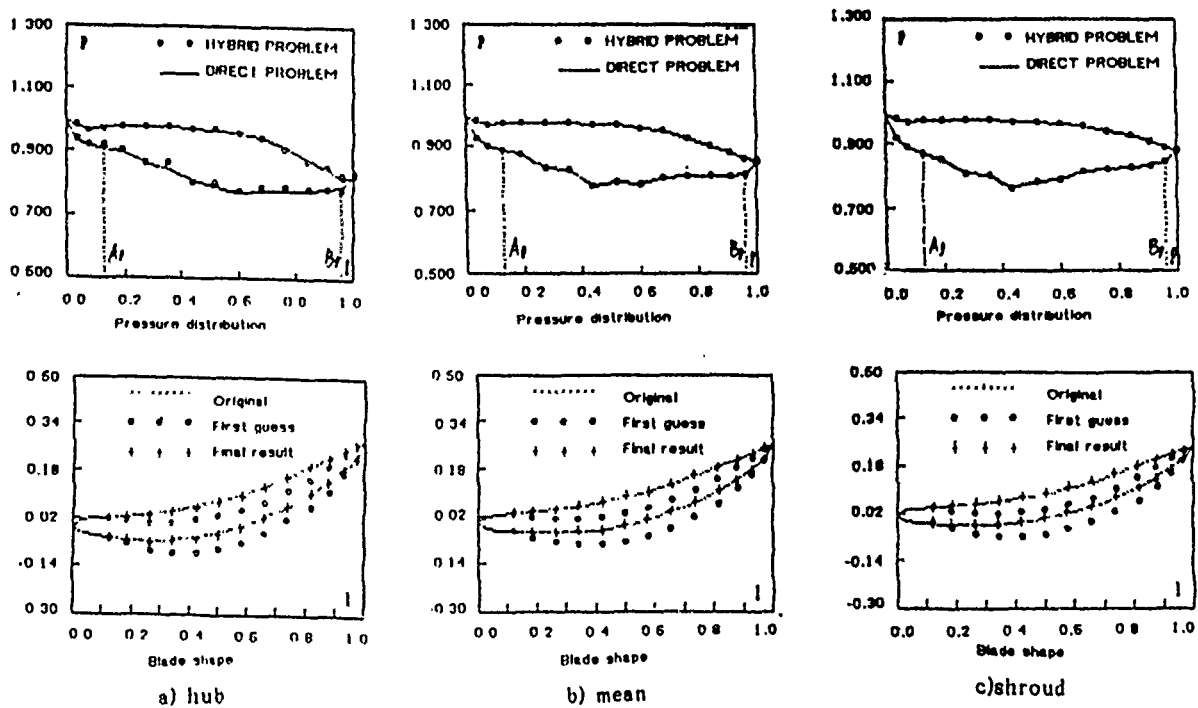 1 300
1.100
1 000
0.900
0.700
0 500
P
HYBRID PROBLEM
DIRECT PROBLEM
0.0 0.2 0.4 0.6 0.8 1.0
Pressure distribution
1.300
1.100
1.000
0.900
0.700
0.500
P
HYBRID PROBLEM
DIRECT PROBLEM
0.0 0.2 0.4 0.6 0.8 1.0
Pressure distribution
1.300
1.100
0.900
0.700
0.500
P
HYBRID PROBLEM
DIRECT PROBLEM
0.0 0.2 0.4 0.6 0.8 1.0
Pressure distribution
0 60
0 34
0 18
0.02
-0.14
0 30
Original
First guess
Final result
0 0 0 2 0 4 0 6 0 8 1.0
Blade shape
a) hub
0 50
0 34
0 18
0 02
-0.14
-0.30
Original
First guess
Final result
0 0 0 2 0 4 0 6 0 8 1.0
Blade shape
b) mean
0.60
0.34
0.18
0.02
-0.14
-0.30
Original
First guess
Final result
0.0 0.2 0.4 0.6 0.8 1.0
Blade shape
c)shroud